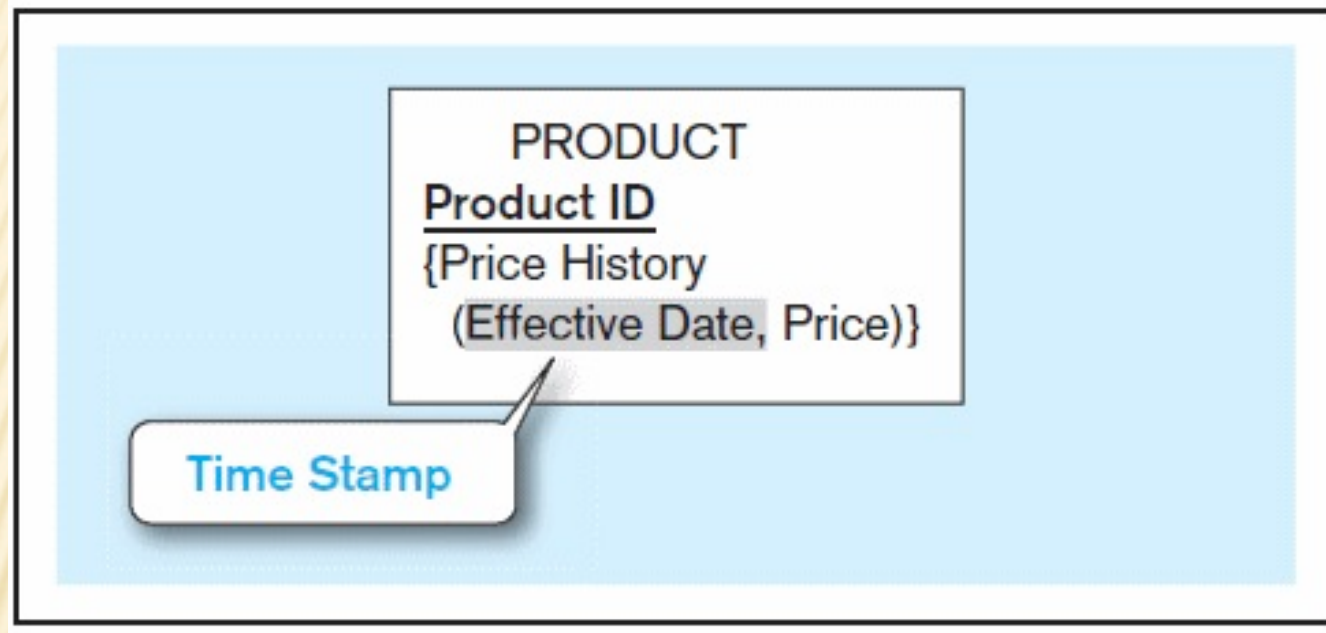 PRODUCT
Product ID
{Price History
(Effective Date, Price)}
Time Stamp